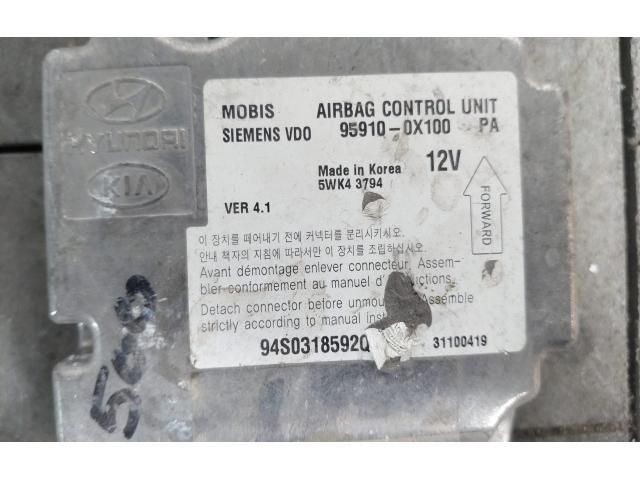 HYUNDAI
KIA
MOBIS AIRBAG CONTROL UNIT
SIEMENS VDO 95910-0X100 PA
Made in Korea 12V
5WK4 3794
VER 4.1
FORWARD
이 장치를 떼어내기 전에 커넥터를 분리시키시오.
안내 책자의 지침에 따라서만 이 장치를 조립하십시오.
Avant démontage enlever connecteur, Assem-
bler conformement au manuel
Detach connector before Assemble
strictly according to manual
94S0318592 31100419
500